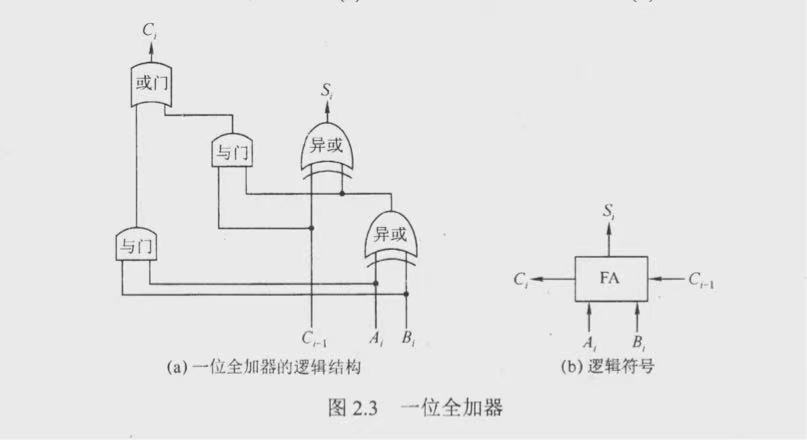 C_i
或门
S_i
与门
异或
与门
异或
C_{i-1} A_i B_i
(a) 一位全加器的逻辑结构
S_i
C_i FA C_{i-1}
A_i B_i
(b) 逻辑符号
图 2.3 一位全加器